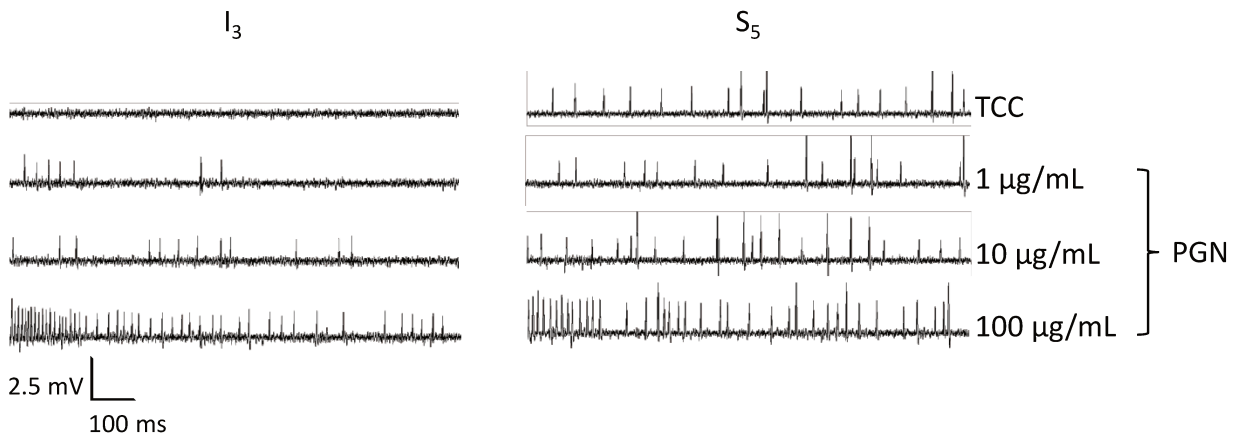 I₃
S₅
TCC
1 µg/mL
10 µg/mL
PGN
100 µg/mL
2.5 mV
100 ms